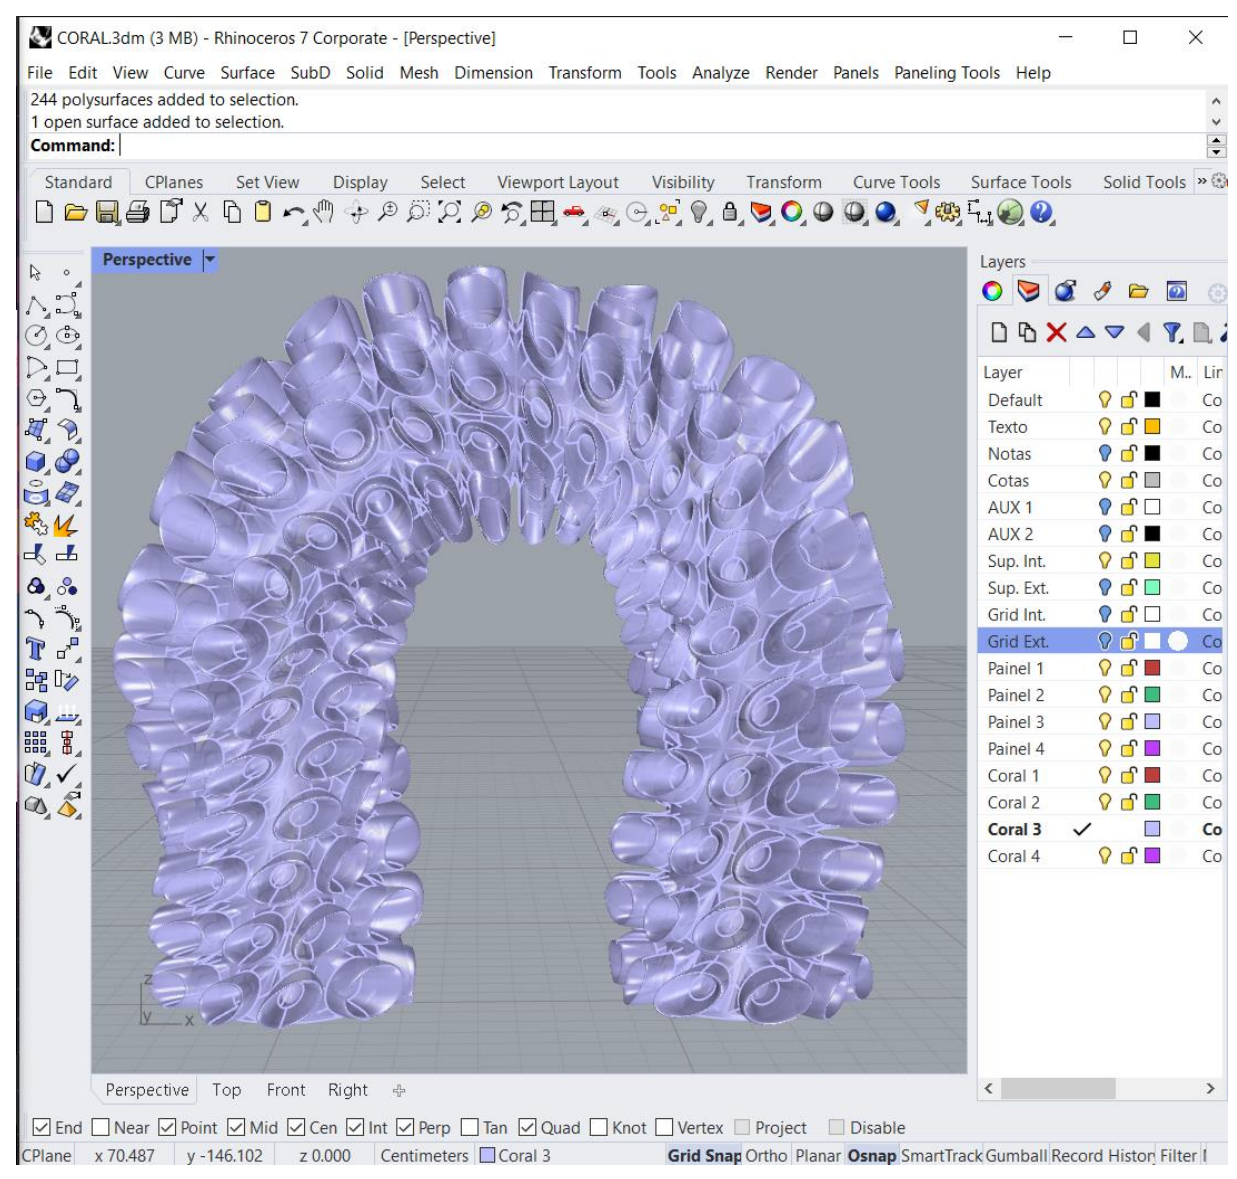 CORAL.3dm (3 MB) - Rhinoceros 7 Corporate - [Perspective]
File Edit View Curve Surface SubD Solid Mesh Dimension Transform Tools Analyze Render Panels Paneling Tools Help
244 polysurfaces added to selection.
1 open surface added to selection.
Command:
Standard CPlanes Set View Display Select Viewport Layout Visibility Transform Curve Tools Surface Tools Solid Tools »
Perspective
Layers
Layer M.. Lir
Default Co
Texto Co
Notas Co
Cotas Co
AUX 1 Co
AUX 2 Co
Sup. Int. Co
Sup. Ext. Co
Grid Int. Co
Grid Ext. Co
Painel 1 Co
Painel 2 Co
Painel 3 Co
Painel 4 Co
Coral 1 Co
Coral 2 Co
Coral 3 Co
Coral 4 Co
z
y x
Perspective Top Front Right
End Near Point Mid Cen Int Perp Tan Quad Knot Vertex Project Disable
CPlane x 70.487 y -146.102 z 0.000 Centimeters Coral 3 Grid Snap Ortho Planar Osnap SmartTrack Gumball Record Histor Filter